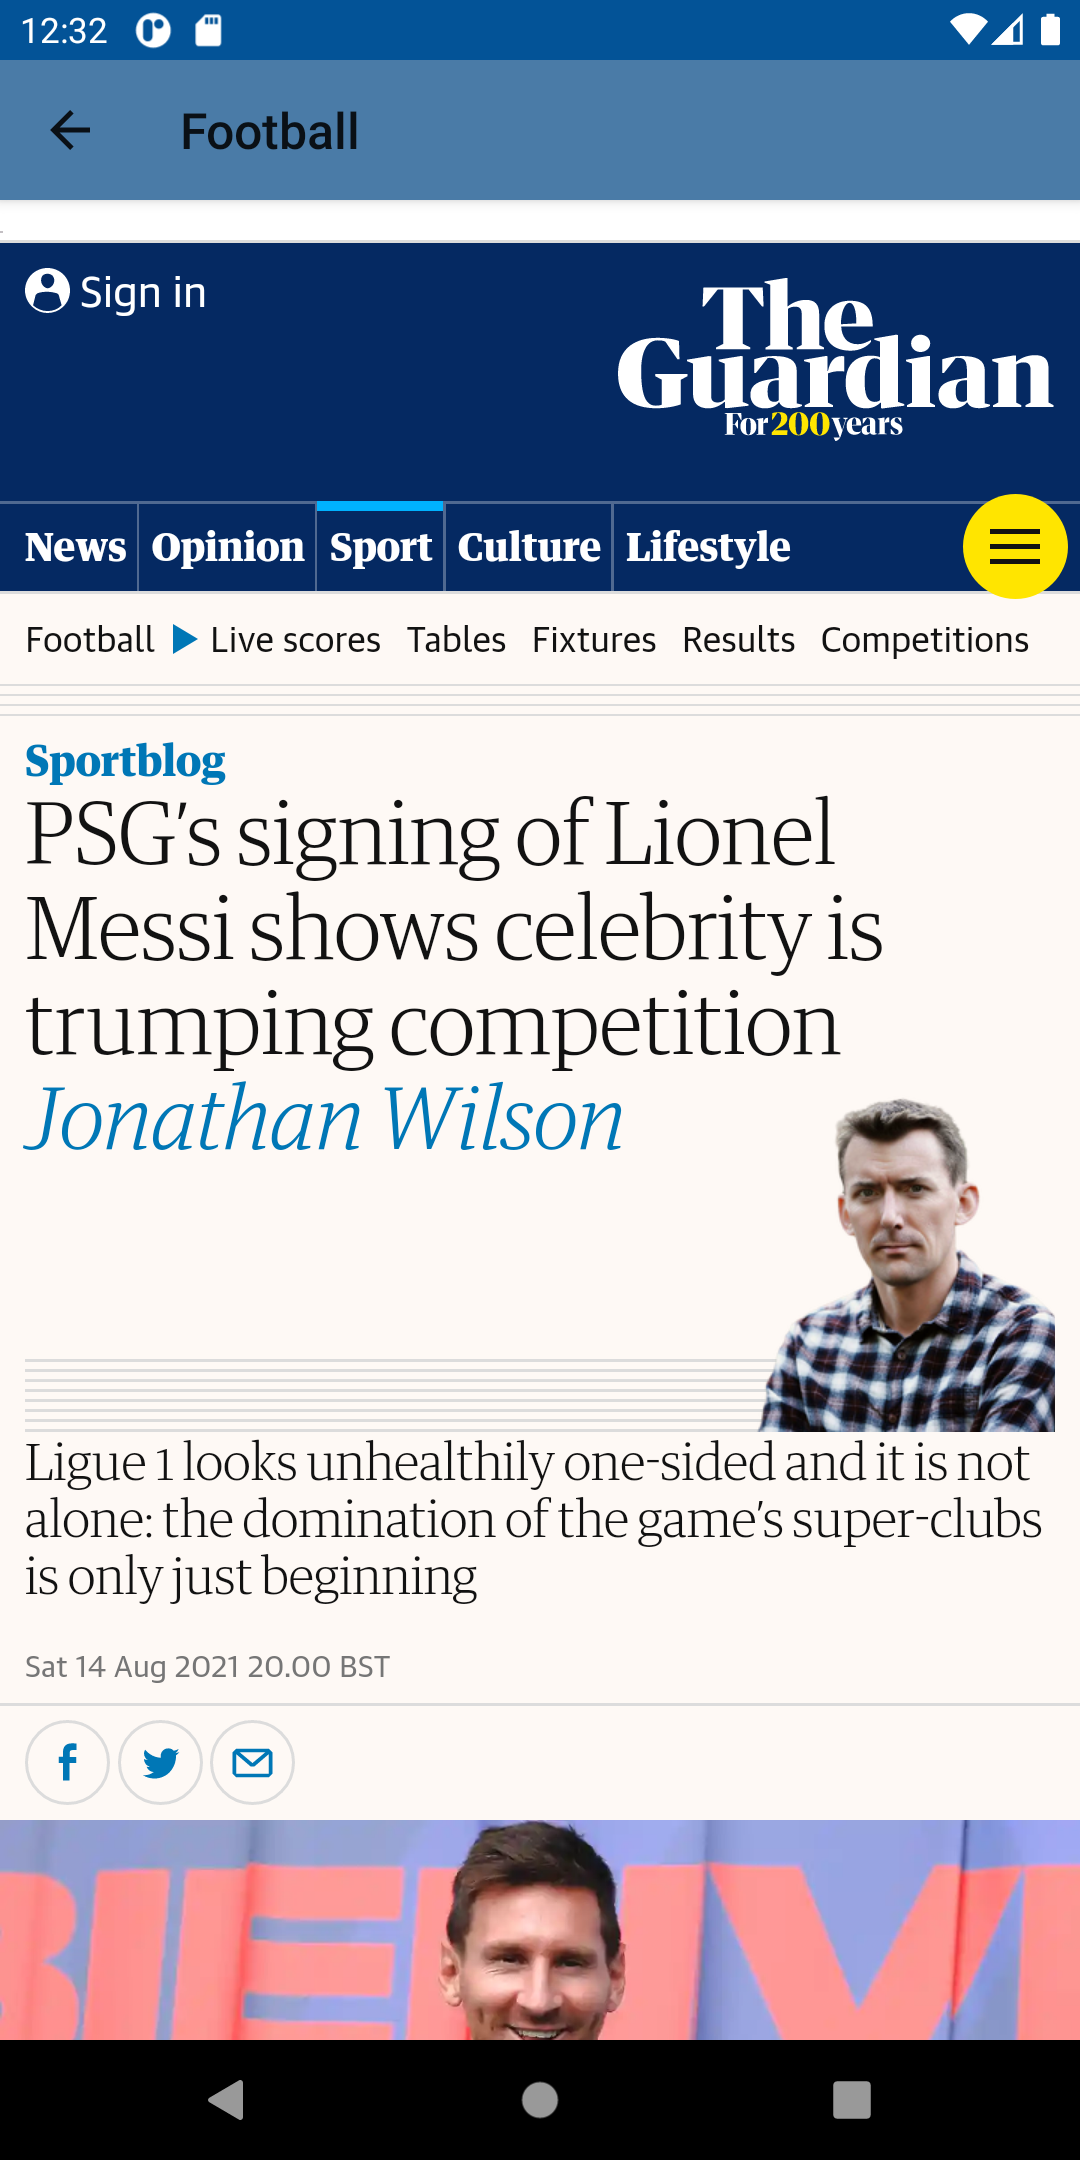 12:32
Football
Sign in
The
Guardian
For 200 years
News Opinion Sport Culture Lifestyle
Football Live scores Tables Fixtures Results Competitions
Sportblog
PSG’s signing of Lionel
Messi shows celebrity is
trumping competition
Jonathan Wilson
Ligue 1 looks unhealthily one-sided and it is not
alone: the domination of the game’s super-clubs
is only just beginning
Sat 14 Aug 2021 20.00 BST
BIENV